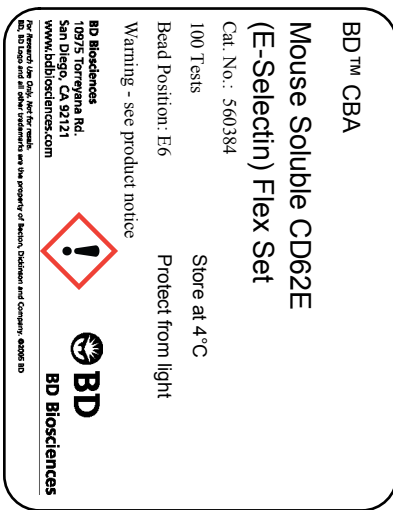 BD™ CBA
Mouse Soluble CD62E
(E-Selectin) Flex Set
Cat. No.: 560384
100 Tests Store at 4°C
Bead Position: E6 Protect from light
Warning - see product notice
BD Biosciences
10975 Torreyana Rd.
San Diego, CA 92121
www.bdbiosciences.com
BD
BD Biosciences
For Research Use Only. Not for resale.
BD, BD Logo and all other trademarks are the property of Becton, Dickinson and Company. ©2005 BD